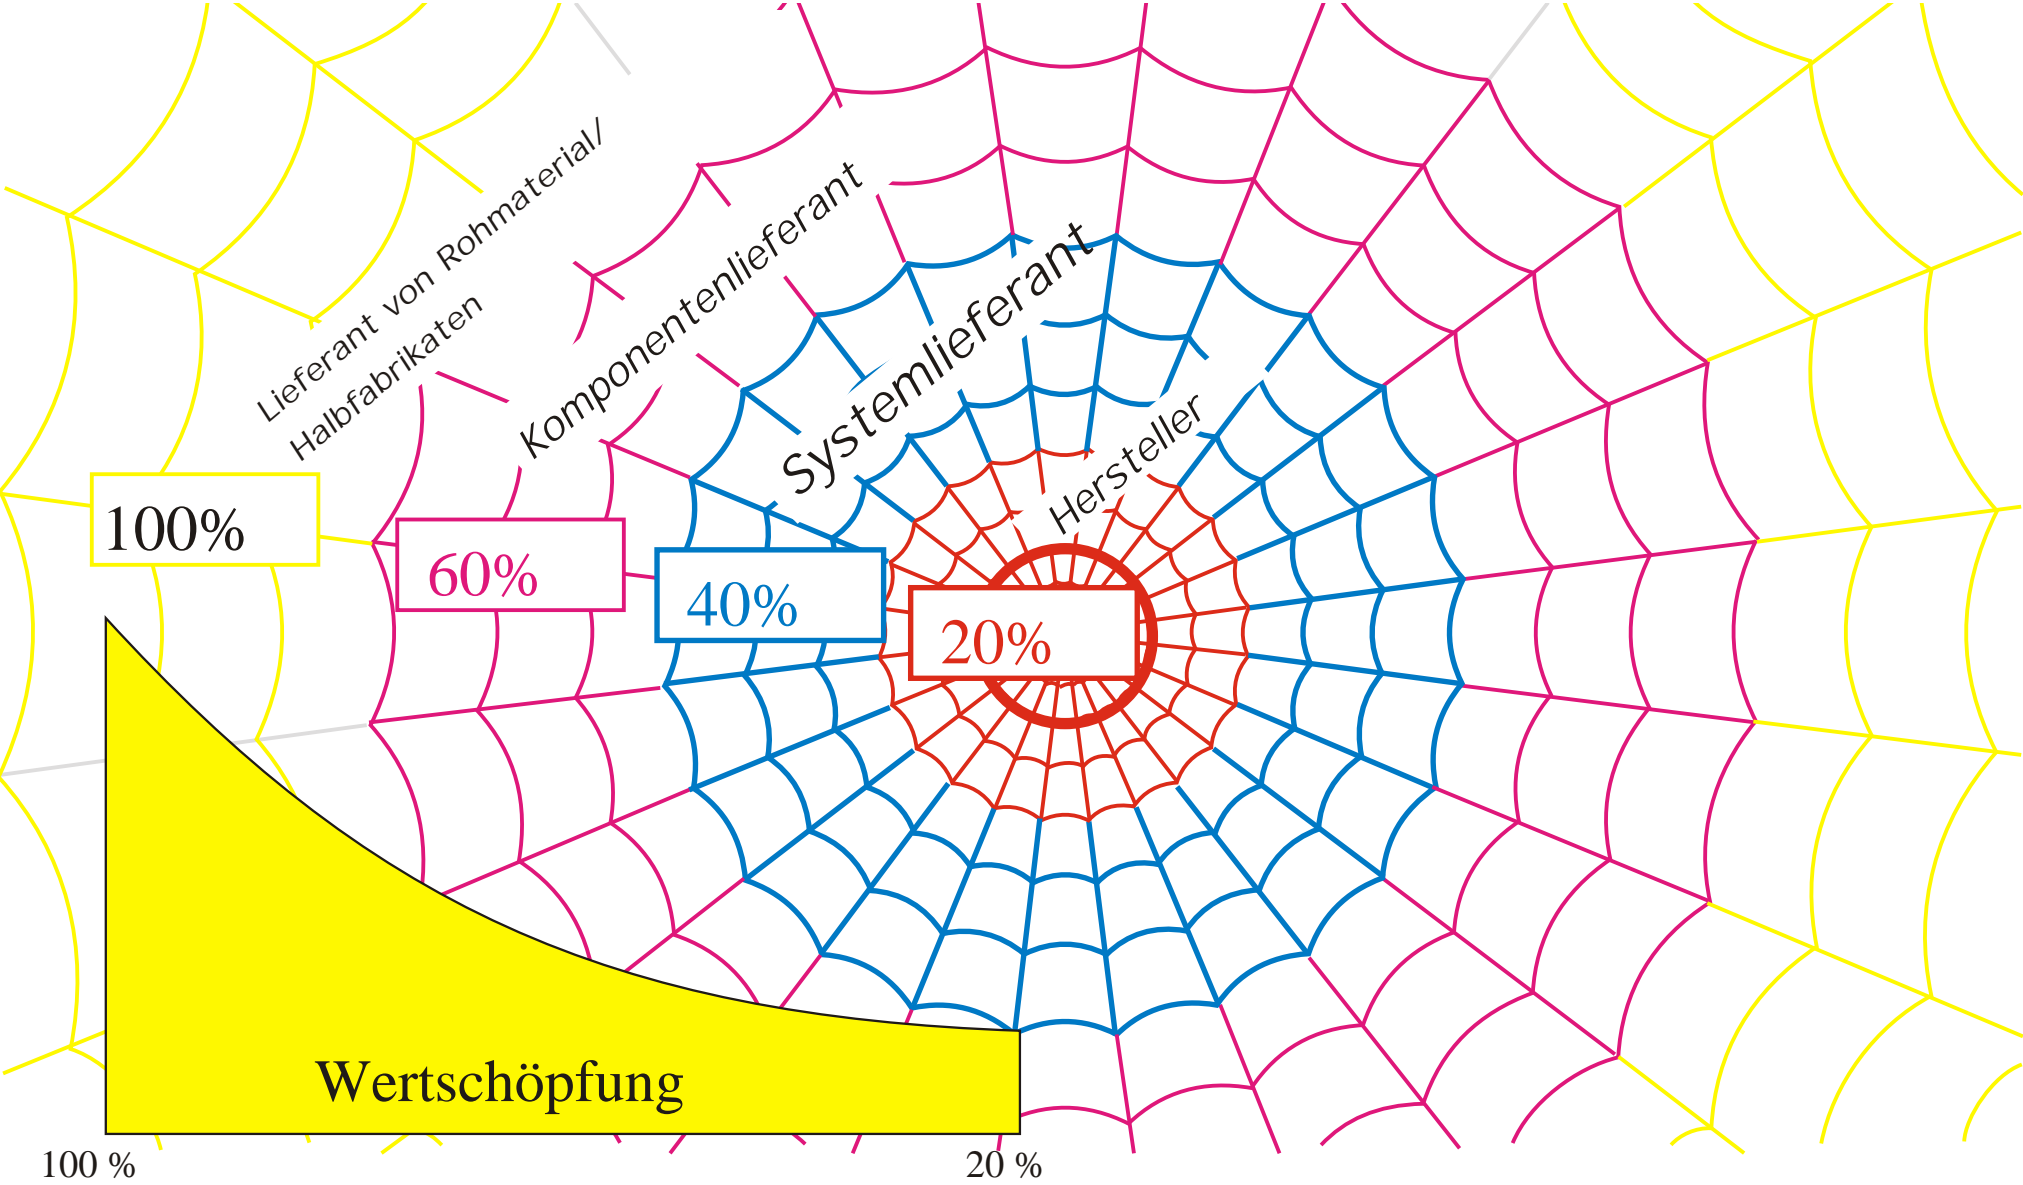 Lieferant von Rohmaterial/
Halbfabrikaten
Komponentenlieferant
Systemlieferant
Hersteller
100%
60%
40%
20%
Wertschöpfung
100 %
20 %